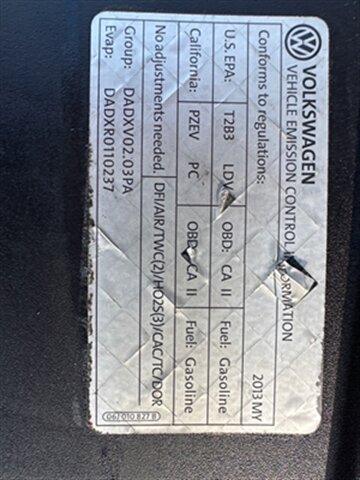 VOLKSWAGEN
VEHICLE EMISSION CONTROL INFORMATION
Conforms to regulations: 2013 MY
U.S. EPA: T2B3 LDV OBD: CA II Fuel: Gasoline
California: PZEV PC OBD: CA II Fuel: Gasoline
No adjustments needed. DFI/AIR/TWC(2)/HO2S(3)/CAC/TC/DOR
Group: DADXV02.03PA
Evap: DADXR0110237
06J 010 827 B